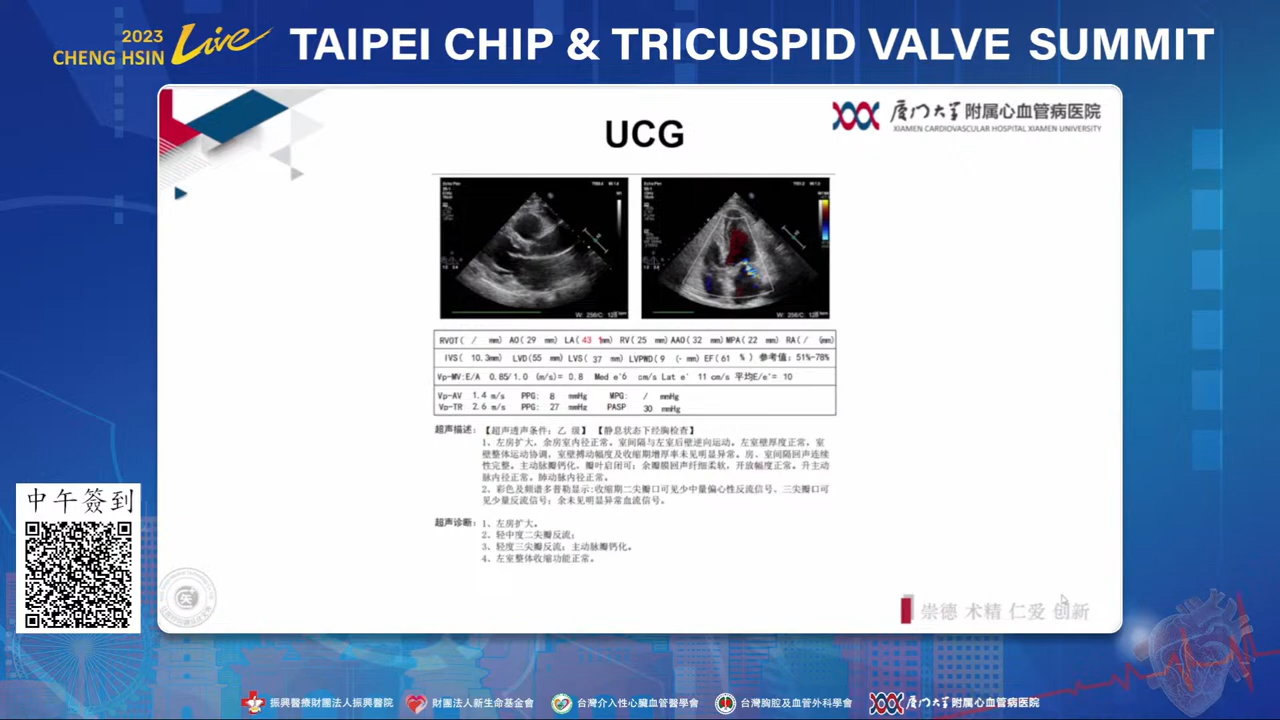 2023
CHENG HSIN Live
TAIPEI CHIP & TRICUSPID VALVE SUMMIT
厦门大学附属心血管病医院
XIAMEN CARDIOVASCULAR HOSPITAL XIAMEN UNIVERSITY
UCG
RVOT( / mm) AO(29 mm) LA(43 mm) RV(25 mm) AAO(32 mm) MPA(22 mm) RA( / mm)
IVS( 10.3mm) LVD(55 mm) LVS( 37 mm) LVPWD( 9 mm) EF( 61 % ) 参考值: 51%-78%
Vp-MV:E/A 0.85/1.0 (m/s)= 0.8 Med e'6 cm/s Lat e' 11 cm/s 平均E/e'= 10
Vp-AV 1.4 m/s PPG: 8 mmHg MPG: / mmHg
Vp-TR 2.6 m/s PPG: 27 mmHg PASP 30 mmHg
超声描述: 【超声透声条件: 乙 级】 【静息状态下经胸检查】
1、左房扩大, 余房室内径正常。室间隔与左室后壁逆向运动。左室壁厚度正常。室
壁整体运动协调, 室壁搏动幅度及收缩期增厚率未见明显异常。房、室间隔回声连续
性完整。主动脉瓣钙化, 瓣叶启闭可; 余瓣膜回声纤细柔软, 开放幅度正常。升主动
脉内径正常。肺动脉内径正常。
2、彩色及频谱多普勒显示:收缩期二尖瓣口可见少中量偏心性反流信号、三尖瓣口可
见少量反流信号; 余未见明显异常血流信号。
超声诊断: 1、左房扩大。
2、轻中度二尖瓣反流;
3、轻度三尖瓣反流; 主动脉瓣钙化。
4、左室整体收缩功能正常。
中午簽到
崇德 术精 仁爱 创新
振興醫療財團法人振興醫院
財團法人新生命基金會
台灣介入性心臟血管醫學會
台灣胸腔及血管外科學會
厦门大学附属心血管病医院